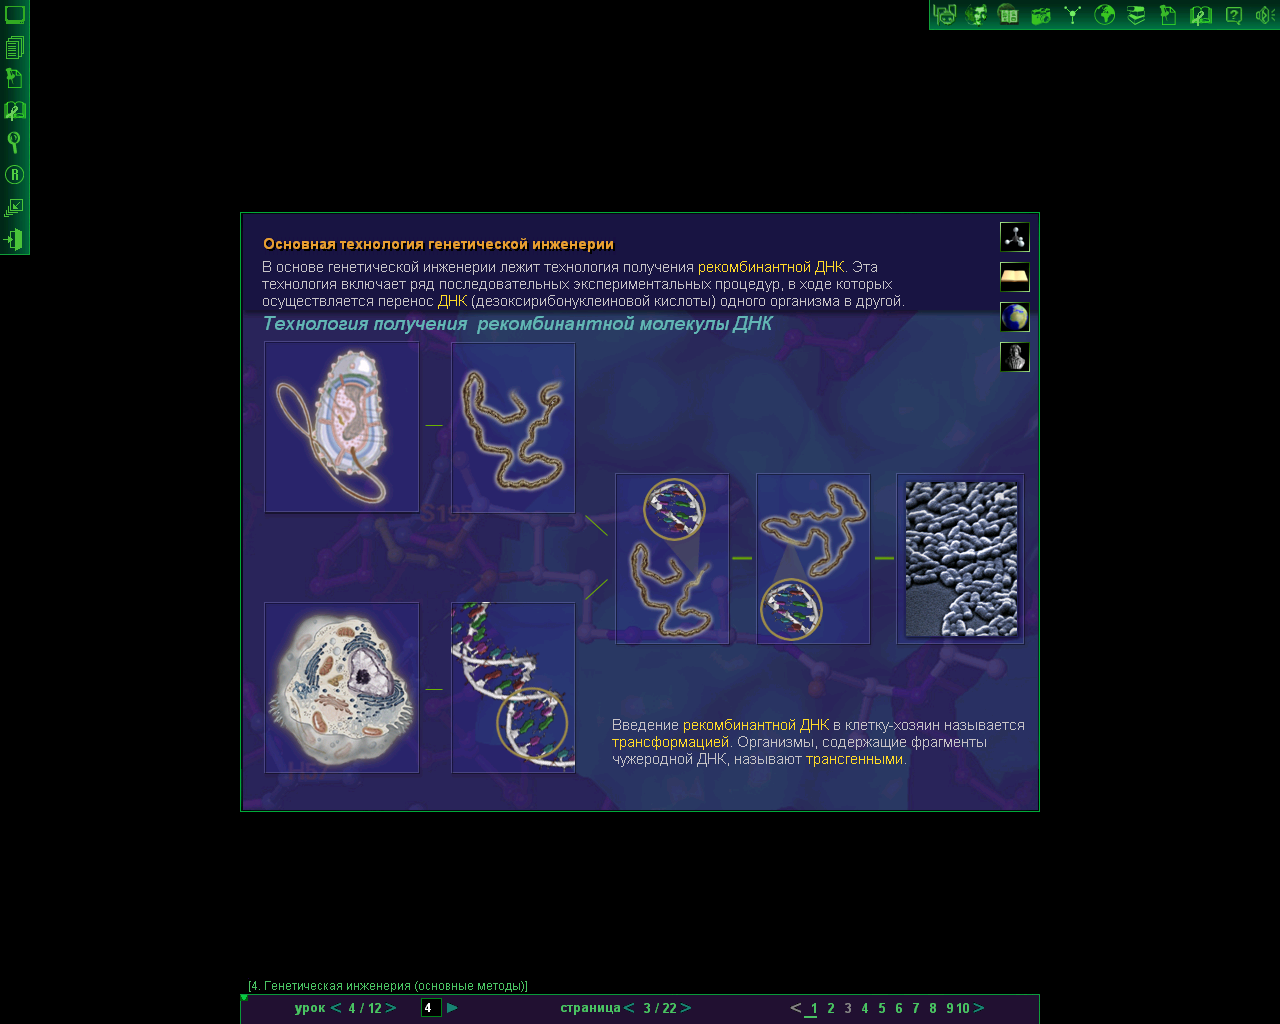 Основная технология генетической инженерии
В основе генетической инженерии лежит технология получения рекомбинантной ДНК. Эта
технология включает ряд последовательных экспериментальных процедур, в ходе которых
осуществляется перенос ДНК (дезоксирибонуклеиновой кислоты) одного организма в другой.
Технология получения рекомбинантной молекулы ДНК
S195
H57
Введение рекомбинантной ДНК в клетку-хозяин называется
трансформацией. Организмы, содержащие фрагменты
чужеродной ДНК, называют трансгенными.
[4. Генетическая инженерия (основные методы)]
урок < 4 / 12 > 4 страница < 3 / 22 > < 1 2 3 4 5 6 7 8 9 10 >